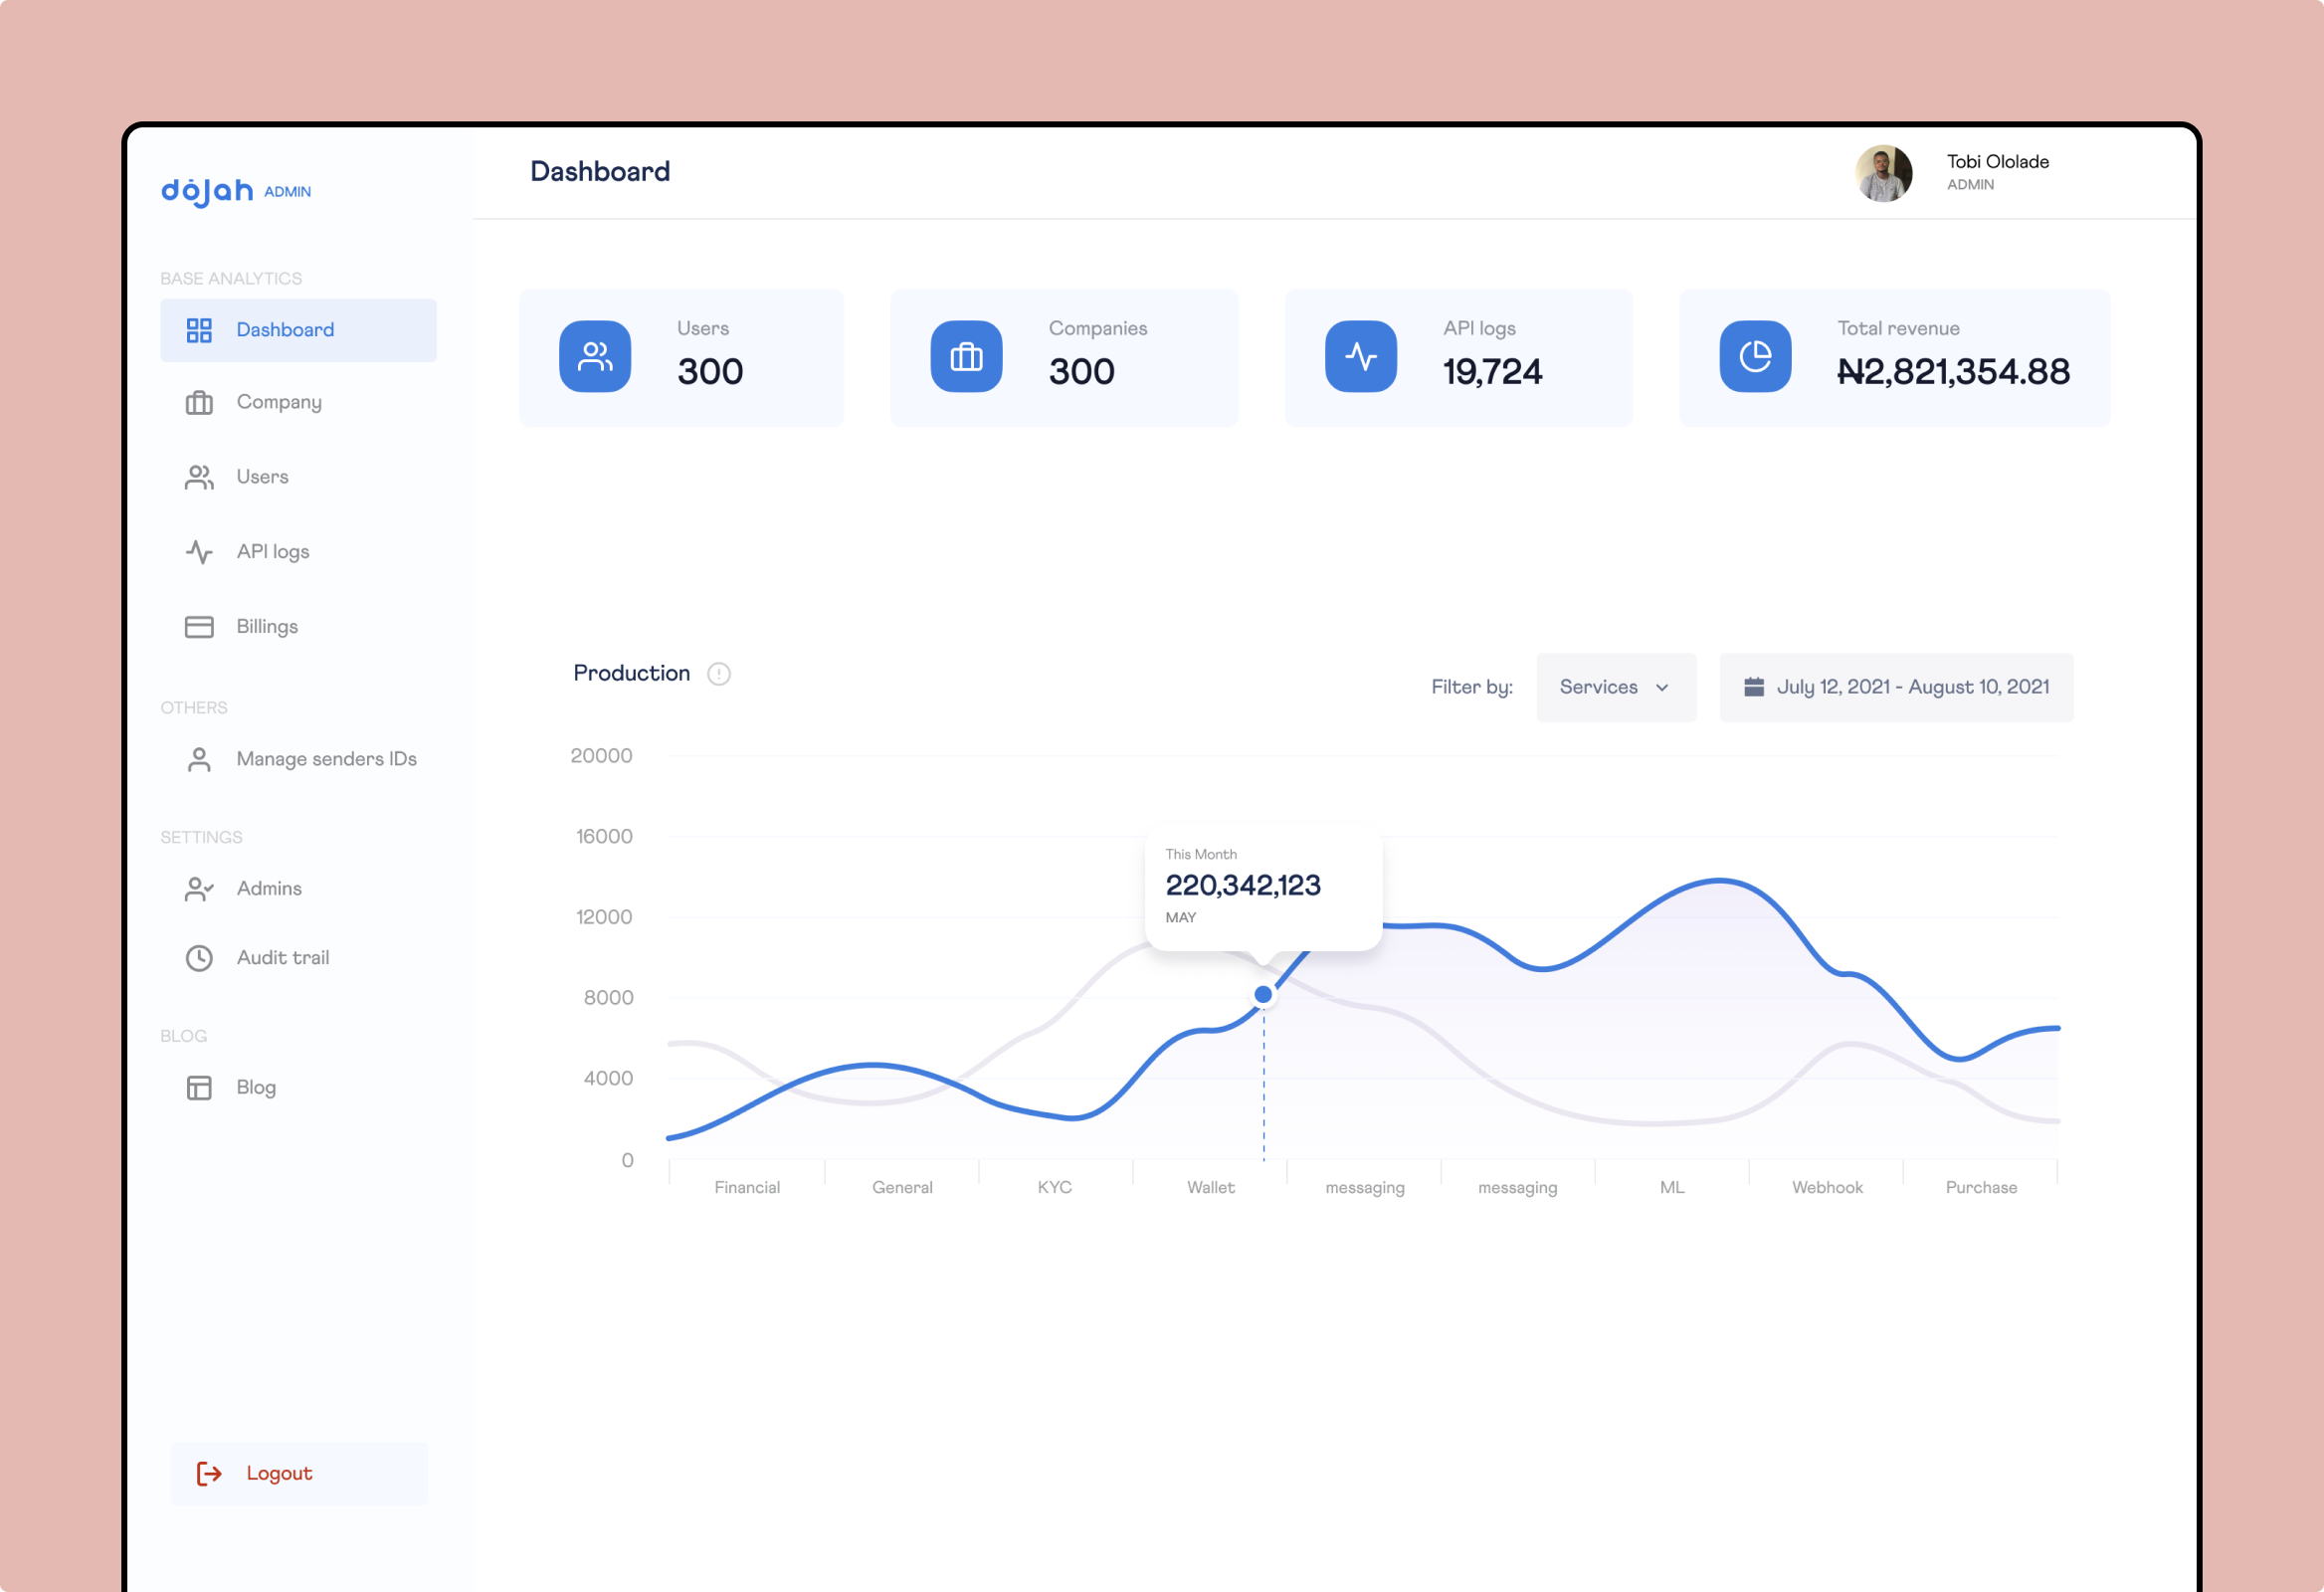 dojah ADMIN
BASE ANALYTICS
Dashboard
Company
Users
API logs
Billings
OTHERS
Manage senders IDs
SETTINGS
Admins
Audit trail
BLOG
Blog
Logout
Dashboard
Tobi Ololade
ADMIN
Users
300
Companies
300
API logs
19,724
Total revenue
₦2,821,354.88
Production
Filter by:
Services
July 12, 2021 - August 10, 2021
20000
16000
12000
8000
4000
0
This Month
220,342,123
MAY
Financial
General
KYC
Wallet
messaging
messaging
ML
Webhook
Purchase